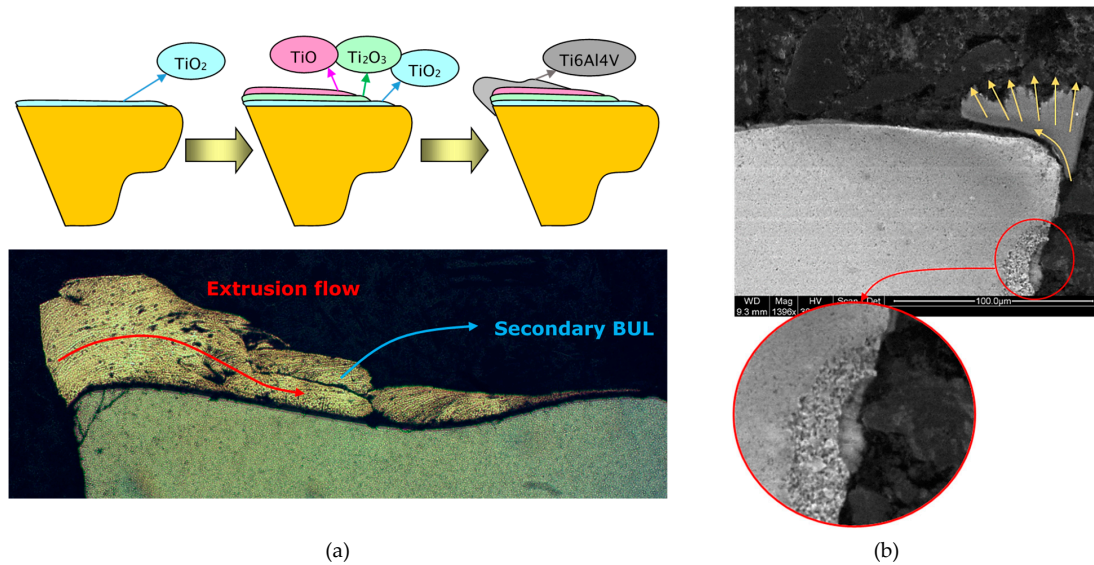 TiO₂
TiO
Ti₂O₃
TiO₂
Ti6Al4V
Extrusion flow
Secondary BUL
WD Mag HV Scan Det
9.3 mm 1396x 100.0µm
(a)
(b)